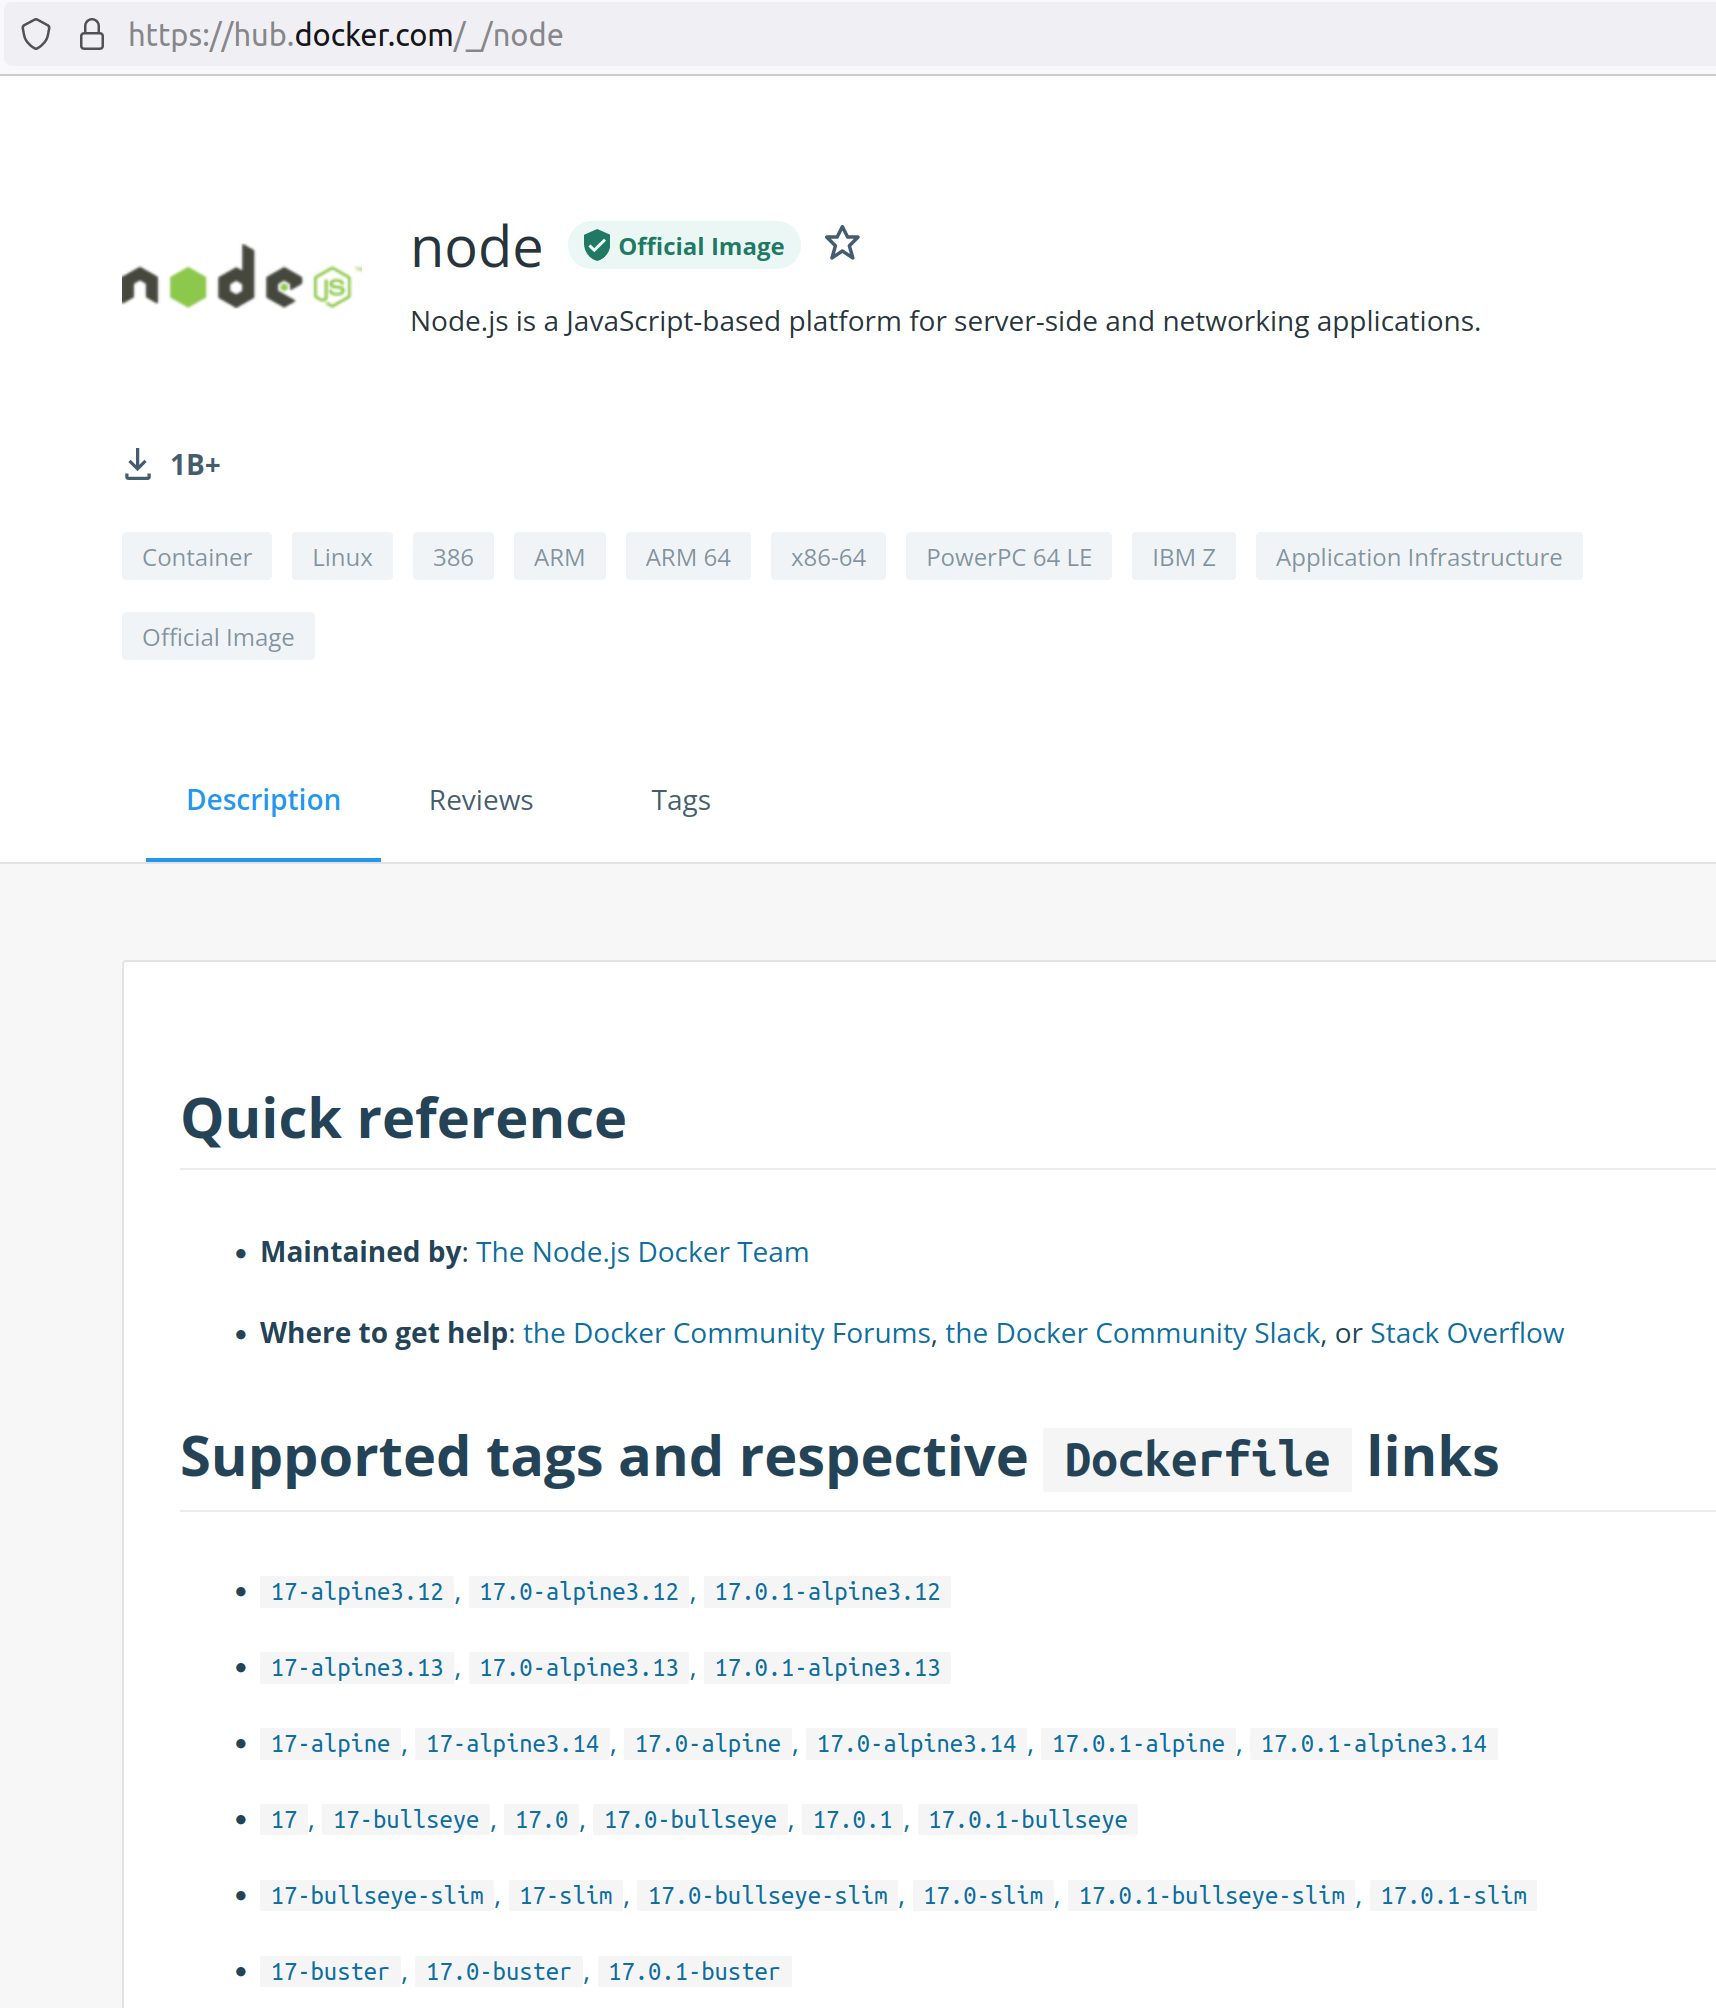 https://hub.docker.com/_/node
node JS ™
node Official Image
Node.js is a JavaScript-based platform for server-side and networking applications.
1B+
Container Linux 386 ARM ARM 64 x86-64 PowerPC 64 LE IBM Z Application Infrastructure
Official Image
Description Reviews Tags
Quick reference
• Maintained by: The Node.js Docker Team
• Where to get help: the Docker Community Forums, the Docker Community Slack, or Stack Overflow
Supported tags and respective Dockerfile links
• 17-alpine3.12, 17.0-alpine3.12, 17.0.1-alpine3.12
• 17-alpine3.13, 17.0-alpine3.13, 17.0.1-alpine3.13
• 17-alpine, 17-alpine3.14, 17.0-alpine, 17.0-alpine3.14, 17.0.1-alpine, 17.0.1-alpine3.14
• 17, 17-bullseye, 17.0, 17.0-bullseye, 17.0.1, 17.0.1-bullseye
• 17-bullseye-slim, 17-slim, 17.0-bullseye-slim, 17.0-slim, 17.0.1-bullseye-slim, 17.0.1-slim
• 17-buster, 17.0-buster, 17.0.1-buster